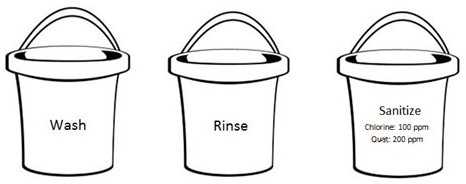 Wash
Rinse
Sanitize
Chlorine: 100 ppm
Quat: 200 ppm